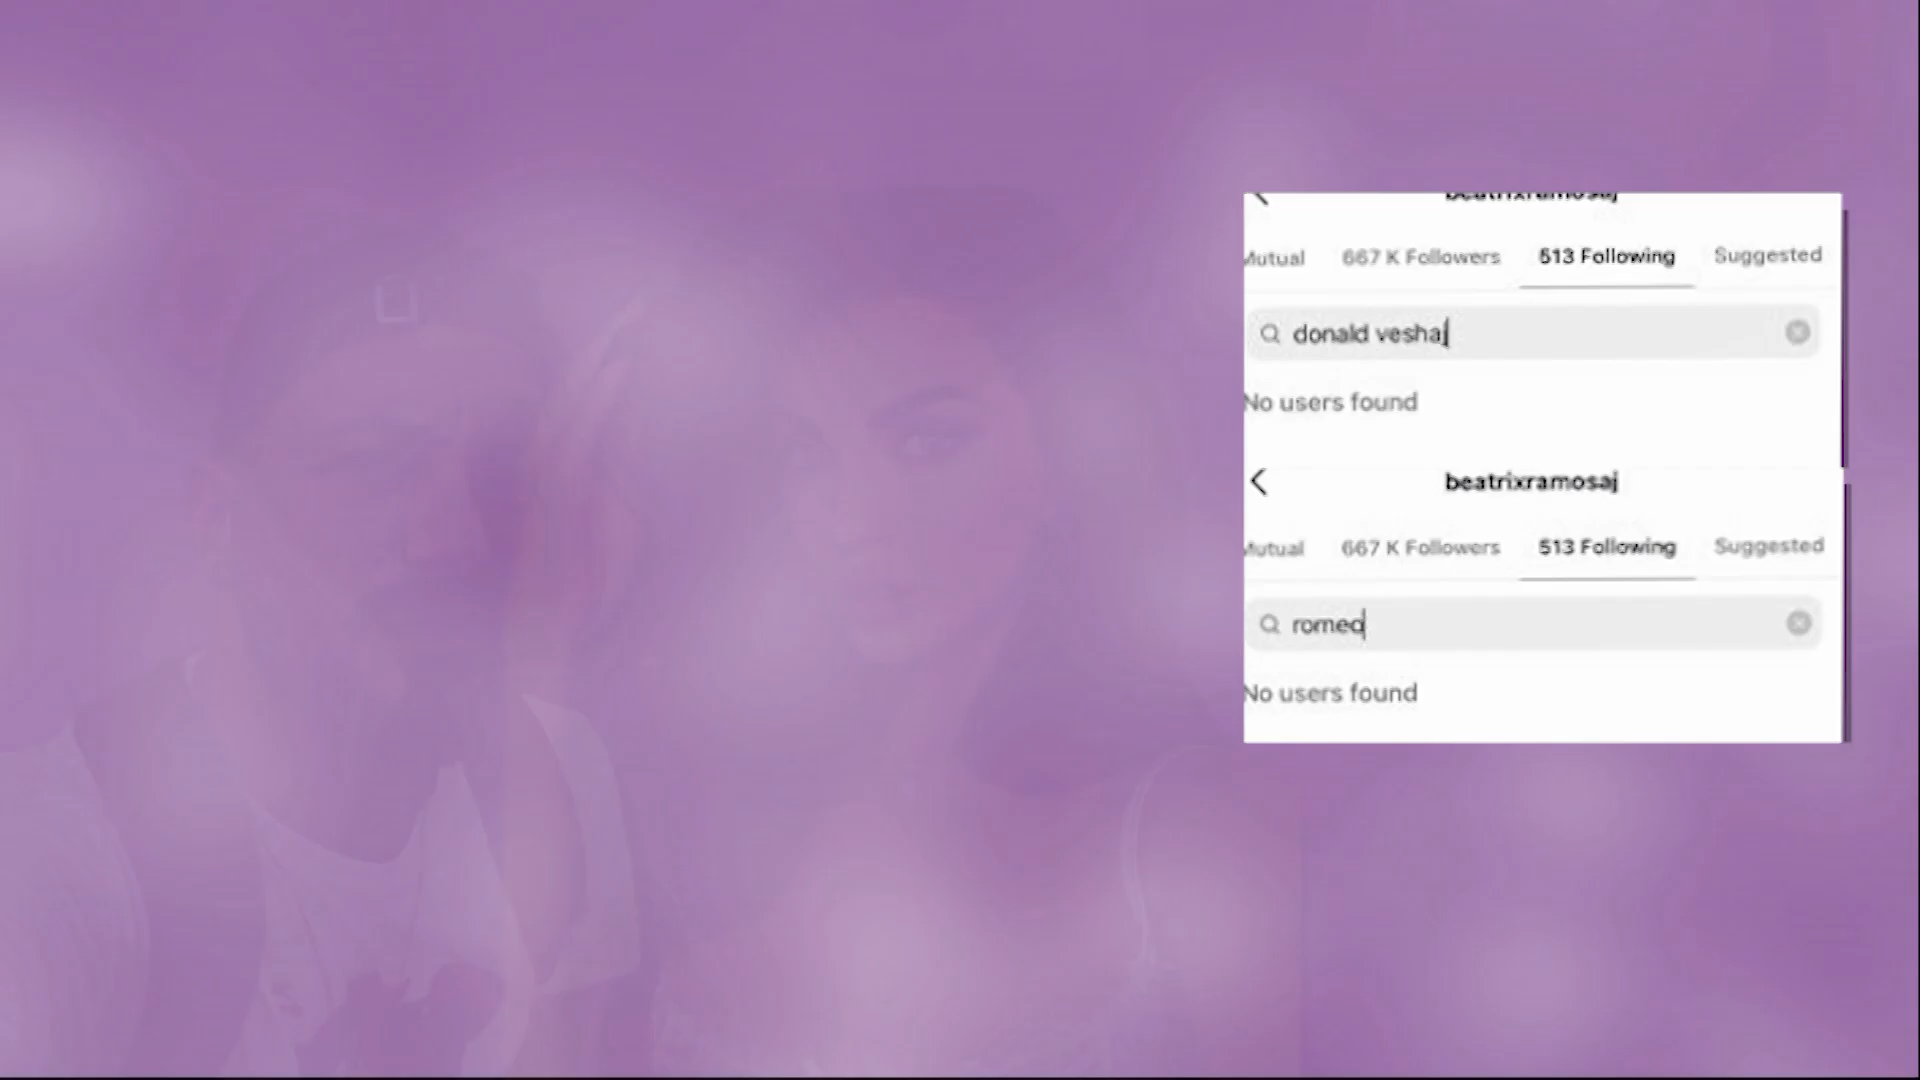 beatrixramosaj
Mutual 667 K Followers 513 Following Suggested
donald veshaj
No users found
beatrixramosaj
Mutual 667 K Followers 513 Following Suggested
romeo
No users found